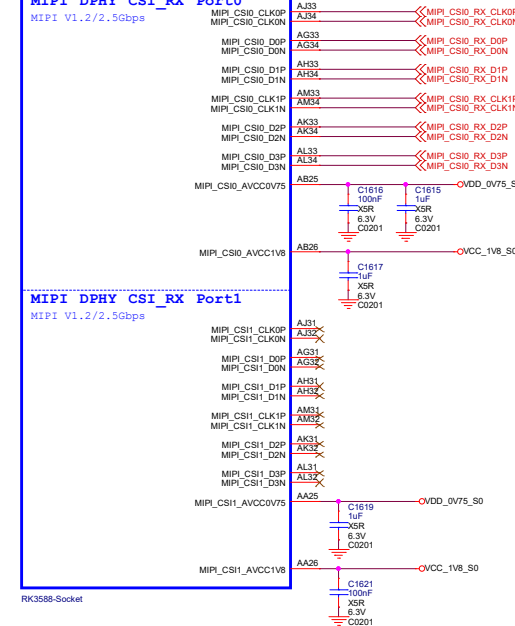 MIPI DPHY CSI_RX Port0
MIPI V1.2/2.5Gbps
MIPI_CSI0_CLK0P AJ33 MIPI_CSI0_RX_CLK0P
MIPI_CSI0_CLK0N AJ34 MIPI_CSI0_RX_CLK0N
MIPI_CSI0_D0P AG33 MIPI_CSI0_RX_D0P
MIPI_CSI0_D0N AG34 MIPI_CSI0_RX_D0N
MIPI_CSI0_D1P AH33 MIPI_CSI0_RX_D1P
MIPI_CSI0_D1N AH34 MIPI_CSI0_RX_D1N
MIPI_CSI0_CLK1P AM33 MIPI_CSI0_RX_CLK1P
MIPI_CSI0_CLK1N AM34 MIPI_CSI0_RX_CLK1N
MIPI_CSI0_D2P AK33 MIPI_CSI0_RX_D2P
MIPI_CSI0_D2N AK34 MIPI_CSI0_RX_D2N
MIPI_CSI0_D3P AL33 MIPI_CSI0_RX_D3P
MIPI_CSI0_D3N AL34 MIPI_CSI0_RX_D3N
MIPI_CSI0_AVCC0V75 AB25 VDD_0V75_S
C1616 C1615
100nF 1uF
X5R X5R
6.3V 6.3V
C0201 C0201
MIPI_CSI0_AVCC1V8 AB26 VCC_1V8_S0
C1617
1uF
X5R
6.3V
C0201
MIPI DPHY CSI_RX Port1
MIPI V1.2/2.5Gbps
MIPI_CSI1_CLK0P AJ31
MIPI_CSI1_CLK0N AJ32
MIPI_CSI1_D0P AG31
MIPI_CSI1_D0N AG32
MIPI_CSI1_D1P AH31
MIPI_CSI1_D1N AH32
MIPI_CSI1_CLK1P AM31
MIPI_CSI1_CLK1N AM32
MIPI_CSI1_D2P AK31
MIPI_CSI1_D2N AK32
MIPI_CSI1_D3P AL31
MIPI_CSI1_D3N AL32
MIPI_CSI1_AVCC0V75 AA25 VDD_0V75_S0
C1619
1uF
X5R
6.3V
C0201
MIPI_CSI1_AVCC1V8 AA26 VCC_1V8_S0
C1621
100nF
X5R
6.3V
C0201
RK3588-Socket